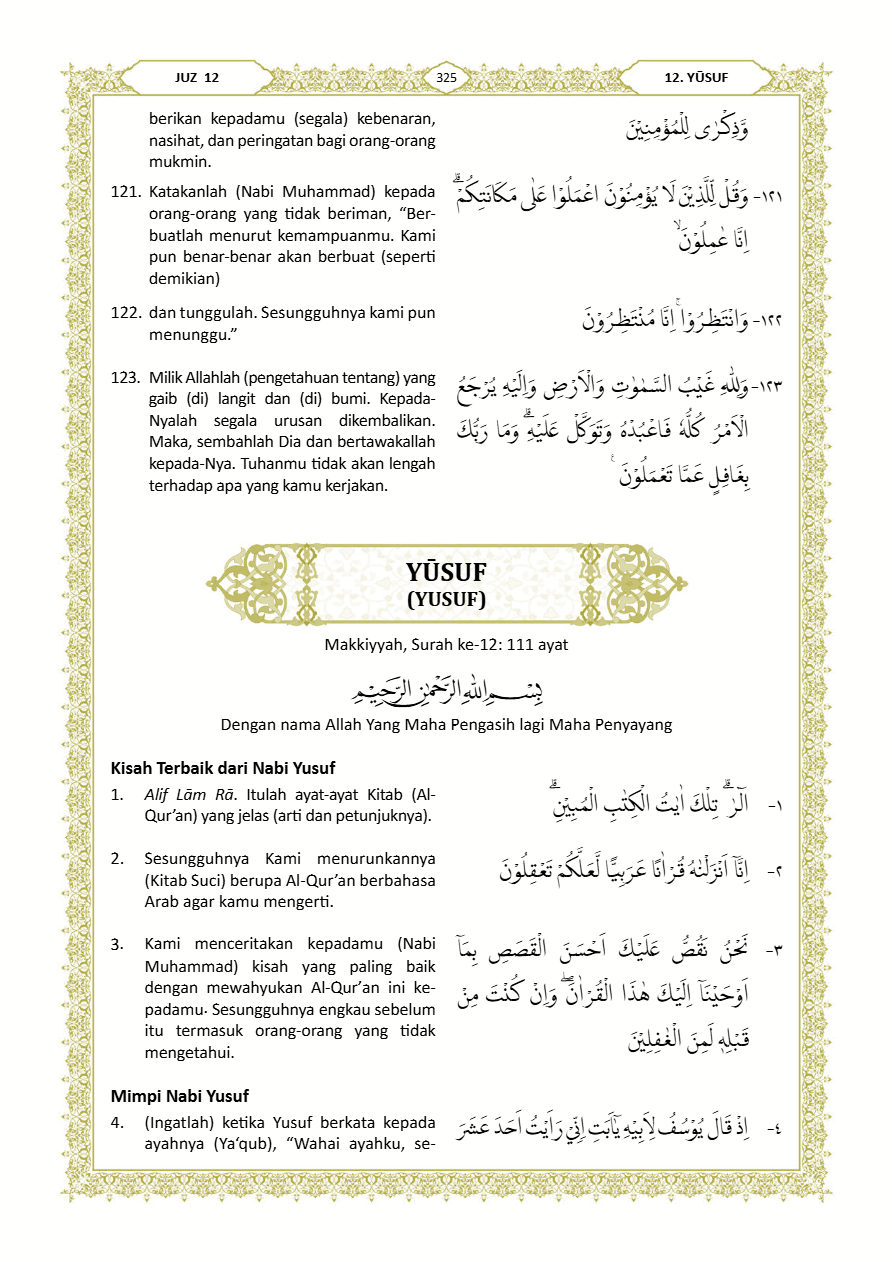 JUZ 12
325
12. YŪSUF
berikan kepadamu (segala) kebenaran,
nasihat, dan peringatan bagi orang-orang
mukmin.
وَّذِكْرٰى لِلْمُؤْمِنِيْنَ
121. Katakanlah (Nabi Muhammad) kepada
orang-orang yang tidak beriman, “Ber-
buatlah menurut kemampuanmu. Kami
pun benar-benar akan berbuat (seperti
demikian)
١٢١- وَقُلْ لِّلَّذِيْنَ لَا يُؤْمِنُوْنَ اعْمَلُوْا عَلٰى مَكَانَتِكُمْۗ
اِنَّا عٰمِلُوْنَۙ
122. dan tunggulah. Sesungguhnya kami pun
menunggu.”
١٢٢- وَانْتَظِرُوْاۚ اِنَّا مُنْتَظِرُوْنَ
123. Milik Allahlah (pengetahuan tentang) yang
gaib (di) langit dan (di) bumi. Kepada-
Nyalah segala urusan dikembalikan.
Maka, sembahlah Dia dan bertawakallah
kepada-Nya. Tuhanmu tidak akan lengah
terhadap apa yang kamu kerjakan.
١٢٣- وَلِلّٰهِ غَيْبُ السَّمٰوٰتِ وَالْاَرْضِ وَاِلَيْهِ يُرْجَعُ
الْاَمْرُ كُلُّهٗ فَاعْبُدْهُ وَتَوَكَّلْ عَلَيْهِۗ وَمَا رَبُّكَ
بِغَافِلٍ عَمَّا تَعْمَلُوْنَ ࣖ
YŪSUF
(YUSUF)
Makkiyyah, Surah ke-12: 111 ayat
بِسْمِ اللّٰهِ الرَّحْمٰنِ الرَّحِيْمِ
Dengan nama Allah Yang Maha Pengasih lagi Maha Penyayang
Kisah Terbaik dari Nabi Yusuf
1. Alif Lām Rā. Itulah ayat-ayat Kitab (Al-
Qur’an) yang jelas (arti dan petunjuknya).
١- الۤرٰۗ تِلْكَ اٰيٰتُ الْكِتٰبِ الْمُبِيْنِۗ
2. Sesungguhnya Kami menurunkannya
(Kitab Suci) berupa Al-Qur’an berbahasa
Arab agar kamu mengerti.
٢- اِنَّآ اَنْزَلْنٰهُ قُرْاٰنًا عَرَبِيًّا لَّعَلَّكُمْ تَعْقِلُوْنَ
3. Kami menceritakan kepadamu (Nabi
Muhammad) kisah yang paling baik
dengan mewahyukan Al-Qur’an ini ke-
padamu. Sesungguhnya engkau sebelum
itu termasuk orang-orang yang tidak
mengetahui.
٣- نَحْنُ نَقُصُّ عَلَيْكَ اَحْسَنَ الْقَصَصِ بِمَآ
اَوْحَيْنَآ اِلَيْكَ هٰذَا الْقُرْاٰنَۖ وَاِنْ كُنْتَ مِنْ
قَبْلِهٖ لَمِنَ الْغٰفِلِيْنَ
Mimpi Nabi Yusuf
4. (Ingatlah) ketika Yusuf berkata kepada
ayahnya (Ya‘qub), “Wahai ayahku, se-
٤- اِذْ قَالَ يُوْسُفُ لِاَبِيْهِ يٰٓاَبَتِ اِنِّيْ رَاَيْتُ اَحَدَ عَشَرَ